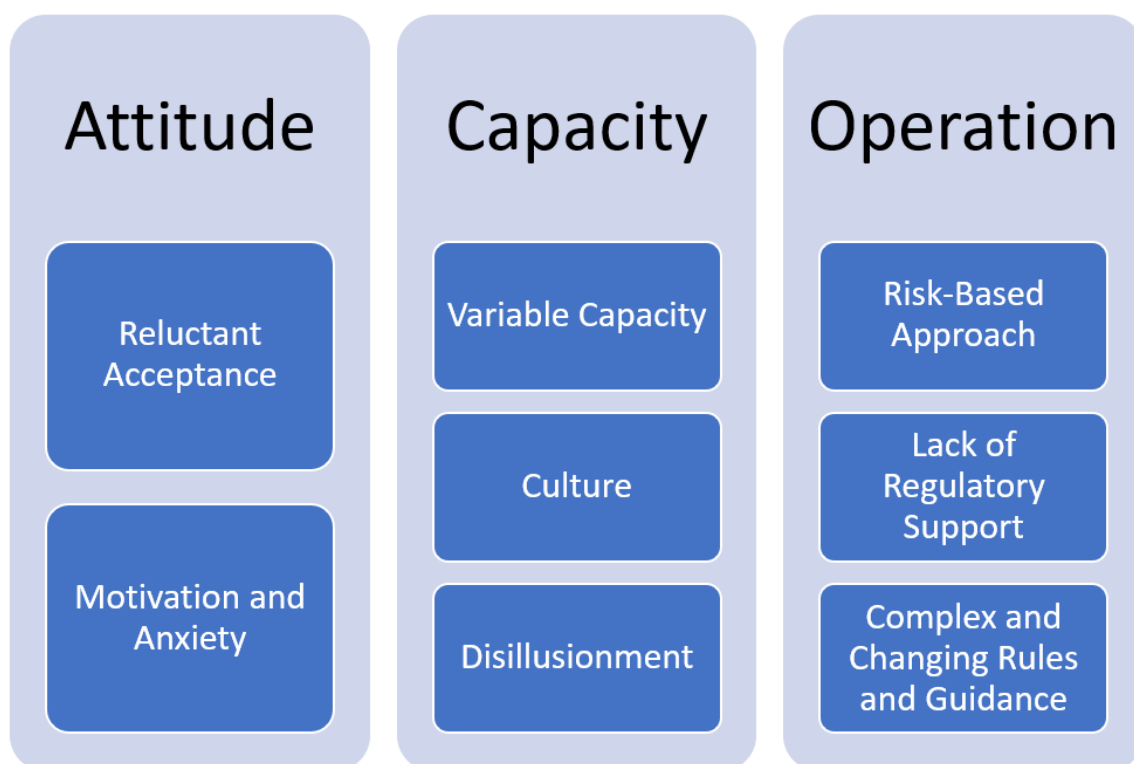 Attitude
Reluctant
Acceptance
Motivation and
Anxiety
Capacity
Variable Capacity
Culture
Disillusionment
Operation
Risk-Based
Approach
Lack of
Regulatory
Support
Complex and
Changing Rules
and Guidance